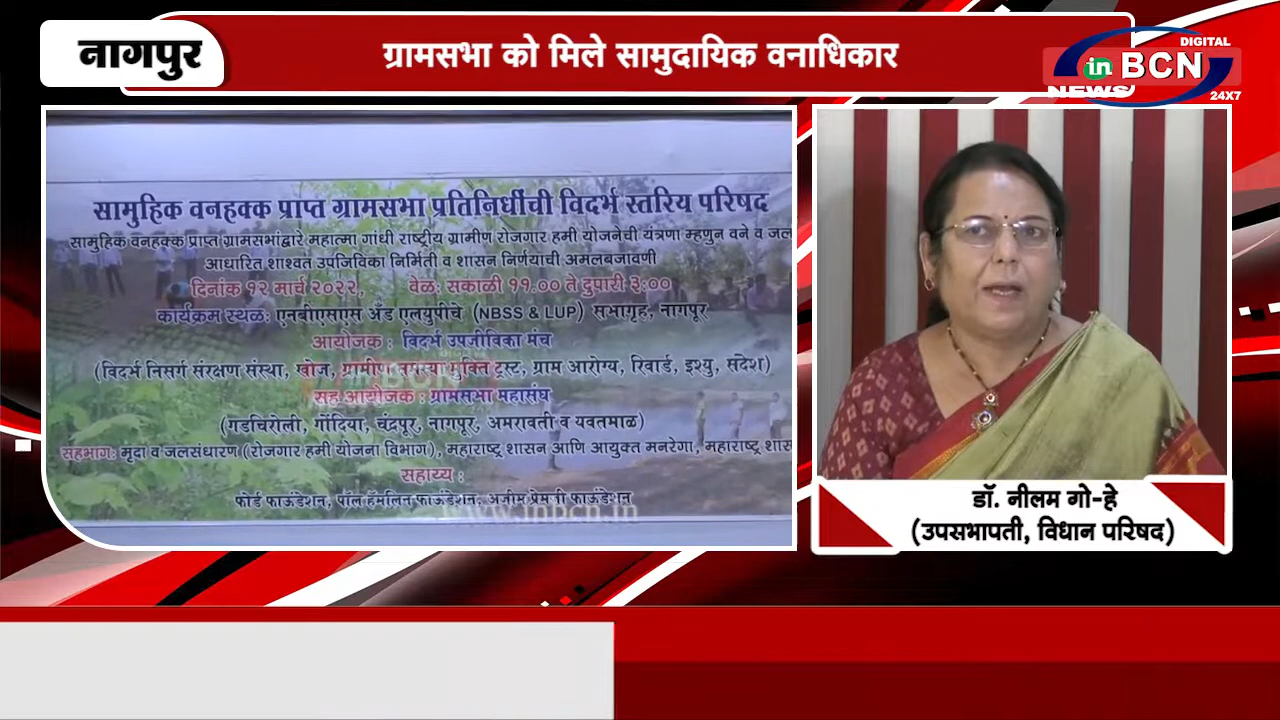 नागपुर
ग्रामसभा को मिले सामुदायिक वनाधिकार
DIGITAL
in BCN
NEWS
24X7
सामुहिक वनहक्क प्राप्त ग्रामसभा प्रतिनिधींची विदर्भ स्तरिय परिषद
सामुहिक वनहक्क प्राप्त ग्रामसभांद्वारे महात्मा गांधी राष्ट्रीय ग्रामीण रोजगार हमी योजनेची यंत्रणा म्हणुन वने व जल
आधारित शाश्वत उपजिविका निर्मिती व शासन निर्णयाची अमलबजावणी
दिनांक १२ मार्च २०२२, वेळ: सकाळी ११.०० ते दुपारी ३:००
कार्यक्रम स्थळ: एनबीएसएस अँड एलयुपीचे (NBSS & LUP) सभागृह, नागपूर
आयोजक : विदर्भ उपजीविका मंच
(विदर्भ निसर्ग संरक्षण संस्था, खोज, ग्रामीण समस्या मुक्ति ट्रस्ट, ग्राम आरोग्य, रिवार्ड, इश्यु, संदेश)
सह आयोजक : ग्रामसभा महासंघ
(गडचिरोली, गोंदिया, चंद्रपूर, नागपूर, अमरावती व यवतमाळ)
सहभाग: मृदा व जलसंधारण (रोजगार हमी योजना विभाग), महाराष्ट्र शासन आणि आयुक्त मनरेगा, महाराष्ट्र शास
सहाय्य :
फोर्ड फाऊंडेशन, पॉल हॅमलिन फाऊंडेशन, अजीम प्रेमजी फाऊंडेशन
www.inbcn.in
डॉ. नीलम गो-हे
(उपसभापती, विधान परिषद)